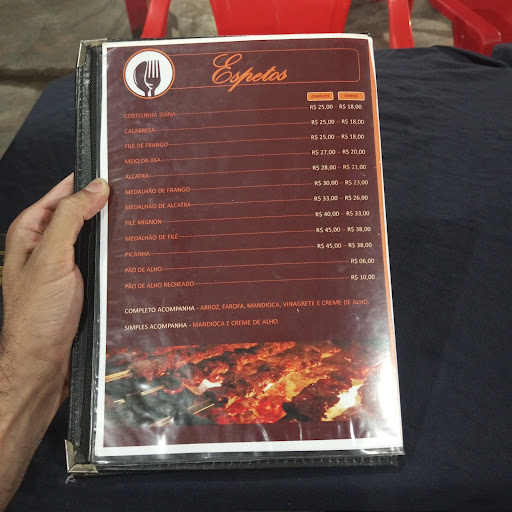 Espetos
COMPLETO SIMPLES
COSTELINHA SUÍNA R$ 25,00 – R$ 18,00
CALABRESA R$ 25,00 – R$ 18,00
FILÉ DE FRANGO R$ 25,00 – R$ 18,00
MEIO DA ASA R$ 27,00 – R$ 20,00
ALCATRA R$ 28,00 – R$ 21,00
MEDALHÃO DE FRANGO R$ 30,00 – R$ 23,00
MEDALHÃO DE ALCATRA R$ 33,00 – R$ 26,00
FILÉ MIGNON R$ 40,00 – R$ 33,00
MEDALHÃO DE FILÉ R$ 45,00 – R$ 38,00
PICANHA R$ 45,00 – R$ 38,00
PÃO DE ALHO R$ 06,00
PÃO DE ALHO RECHEADO R$ 10,00
COMPLETO ACOMPANHA - ARROZ, FAROFA, MANDIOCA, VINAGRETE E CREME DE ALHO,
SIMPLES ACOMPANHA - MANDIOCA E CREME DE ALHO